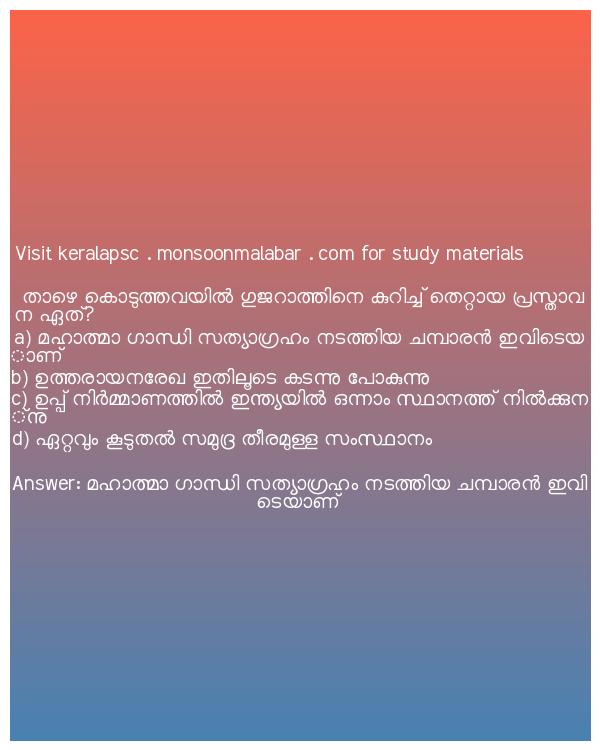 Visit keralapsc . monsoonmalabar . com for study materials
താഴെ കൊടുത്തവയിൽ ഗുജറാത്തിനെ കുറിച്ച് തെറ്റായ പ്രസ്താവ
ന ഏത്?
a) മഹാത്മാ ഗാന്ധി സത്യാഗ്രഹം നടത്തിയ ചമ്പാരൻ ഇവിടെയ
ാണ്
b) ഉത്തരായനരേഖ ഇതിലൂടെ കടന്നു പോകുന്നു
c) ഉപ്പ് നിർമ്മാണത്തിൽ ഇന്ത്യയിൽ ഒന്നാം സ്ഥാനത്ത് നിൽക്കുന
്നു
d) ഏറ്റവും കൂടുതൽ സമുദ്ര തീരമുള്ള സംസ്ഥാനം
Answer: മഹാത്മാ ഗാന്ധി സത്യാഗ്രഹം നടത്തിയ ചമ്പാരൻ ഇവി
ടെയാണ്